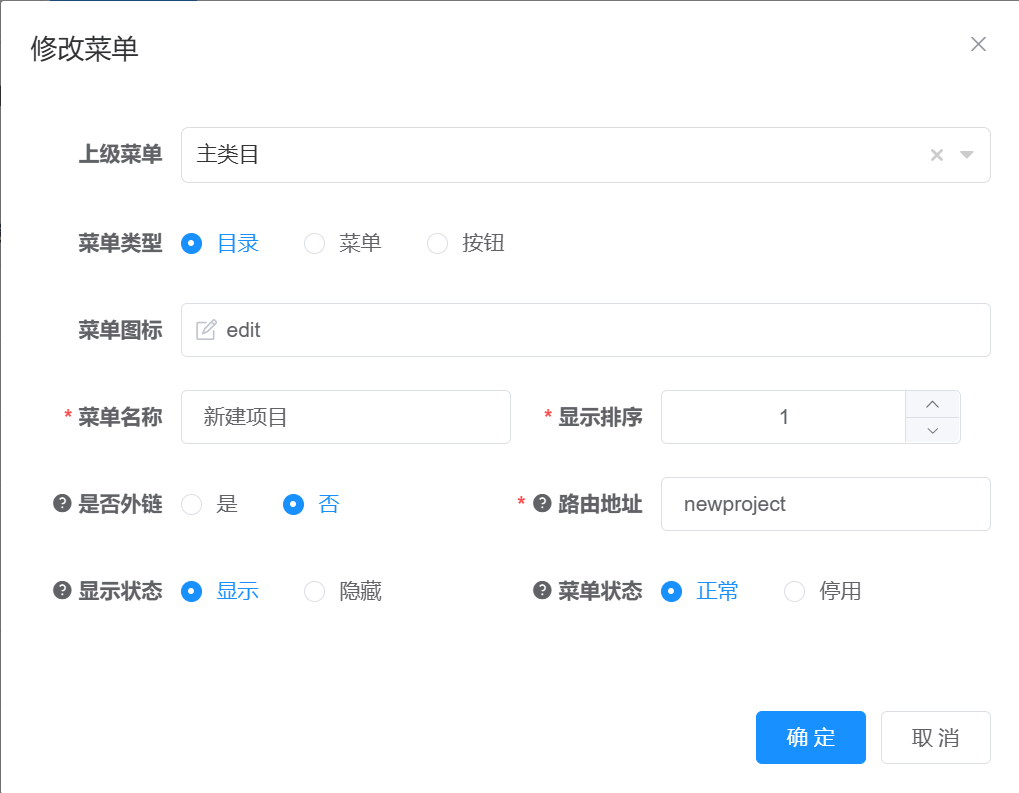 修改菜单
上级菜单 主类目
菜单类型 目录 菜单 按钮
菜单图标 edit
* 菜单名称 新建项目 * 显示排序 1
? 是否外链 是 否 * ? 路由地址 newproject
? 显示状态 显示 隐藏 ? 菜单状态 正常 停用
确 定 取 消